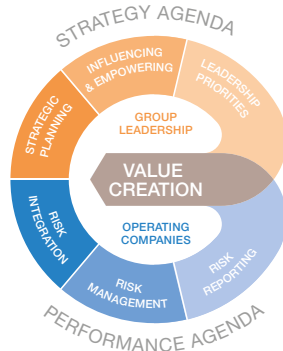 STRATEGY AGENDA
INFLUENCING
& EMPOWERING
LEADERSHIP
PRIORITIES
STRATEGIC
PLANNING
GROUP
LEADERSHIP
VALUE
CREATION
OPERATING
COMPANIES
RISK
INTEGRATION
RISK
MANAGEMENT
RISK
REPORTING
PERFORMANCE AGENDA